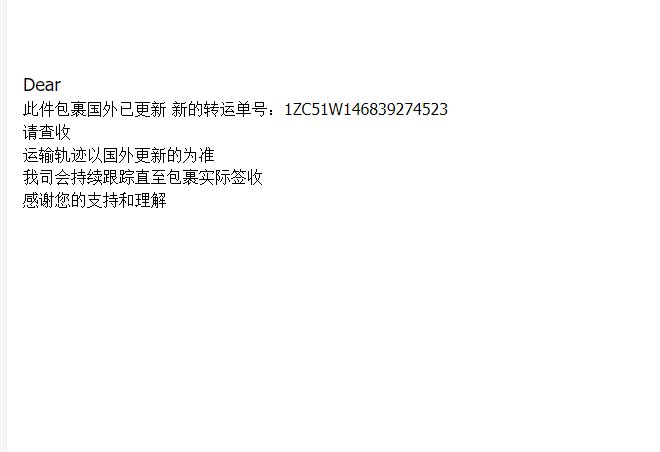 Dear
此件包裹国外已更新 新的转运单号：1ZC51W146839274523
请查收
运输轨迹以国外更新的为准
我司会持续跟踪直至包裹实际签收
感谢您的支持和理解